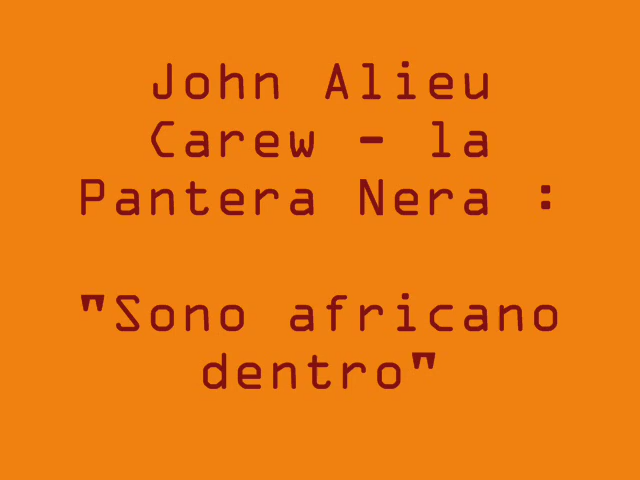 John Alieu
Carew - la
Pantera Nera :
"Sono africano
dentro"